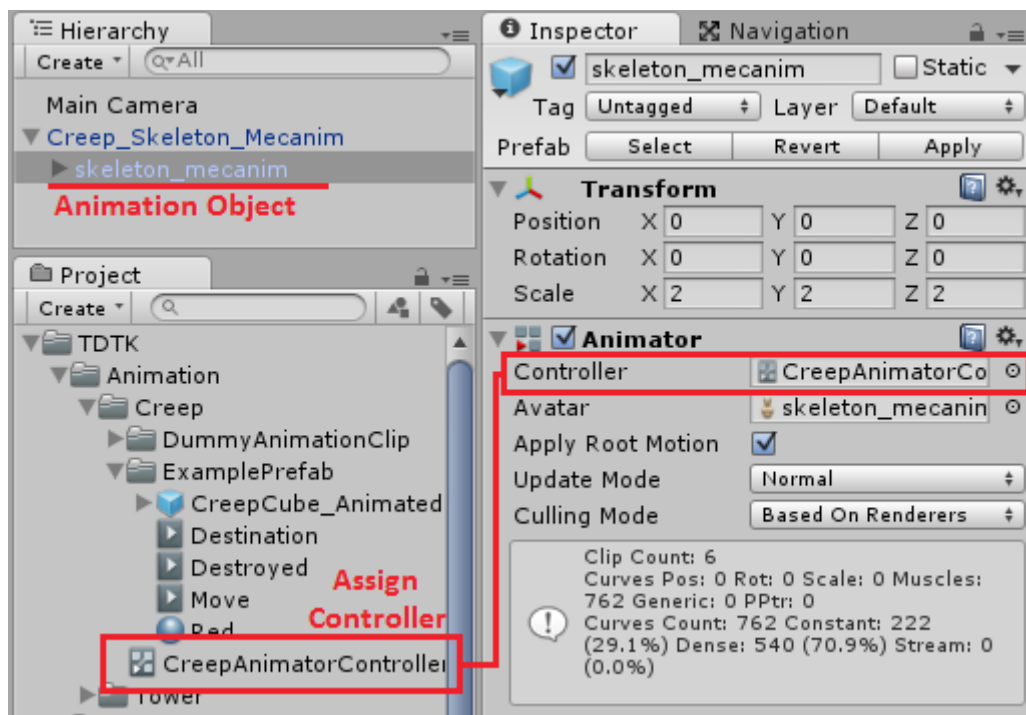 Hierarchy
Create
All
Main Camera
Creep_Skeleton_Mecanim
skeleton_mecanim
Animation Object
Project
Create
TDTK
Animation
Creep
DummyAnimationClip
ExamplePrefab
CreepCube_Animated
Destination
Destroyed
Move
Red
Assign
Controller
CreepAnimatorController
Tower
Inspector
Navigation
skeleton_mecanim
Static
Tag Untagged Layer Default
Prefab Select Revert Apply
Transform
Position X 0 Y 0 Z 0
Rotation X 0 Y 0 Z 0
Scale X 2 Y 2 Z 2
Animator
Controller CreepAnimatorCo
Avatar skeleton_mecanin
Apply Root Motion
Update Mode Normal
Culling Mode Based On Renderers
Clip Count: 6
Curves Pos: 0 Rot: 0 Scale: 0 Muscles:
762 Generic: 0 PPtr: 0
Curves Count: 762 Constant: 222
(29.1%) Dense: 540 (70.9%) Stream: 0
(0.0%)